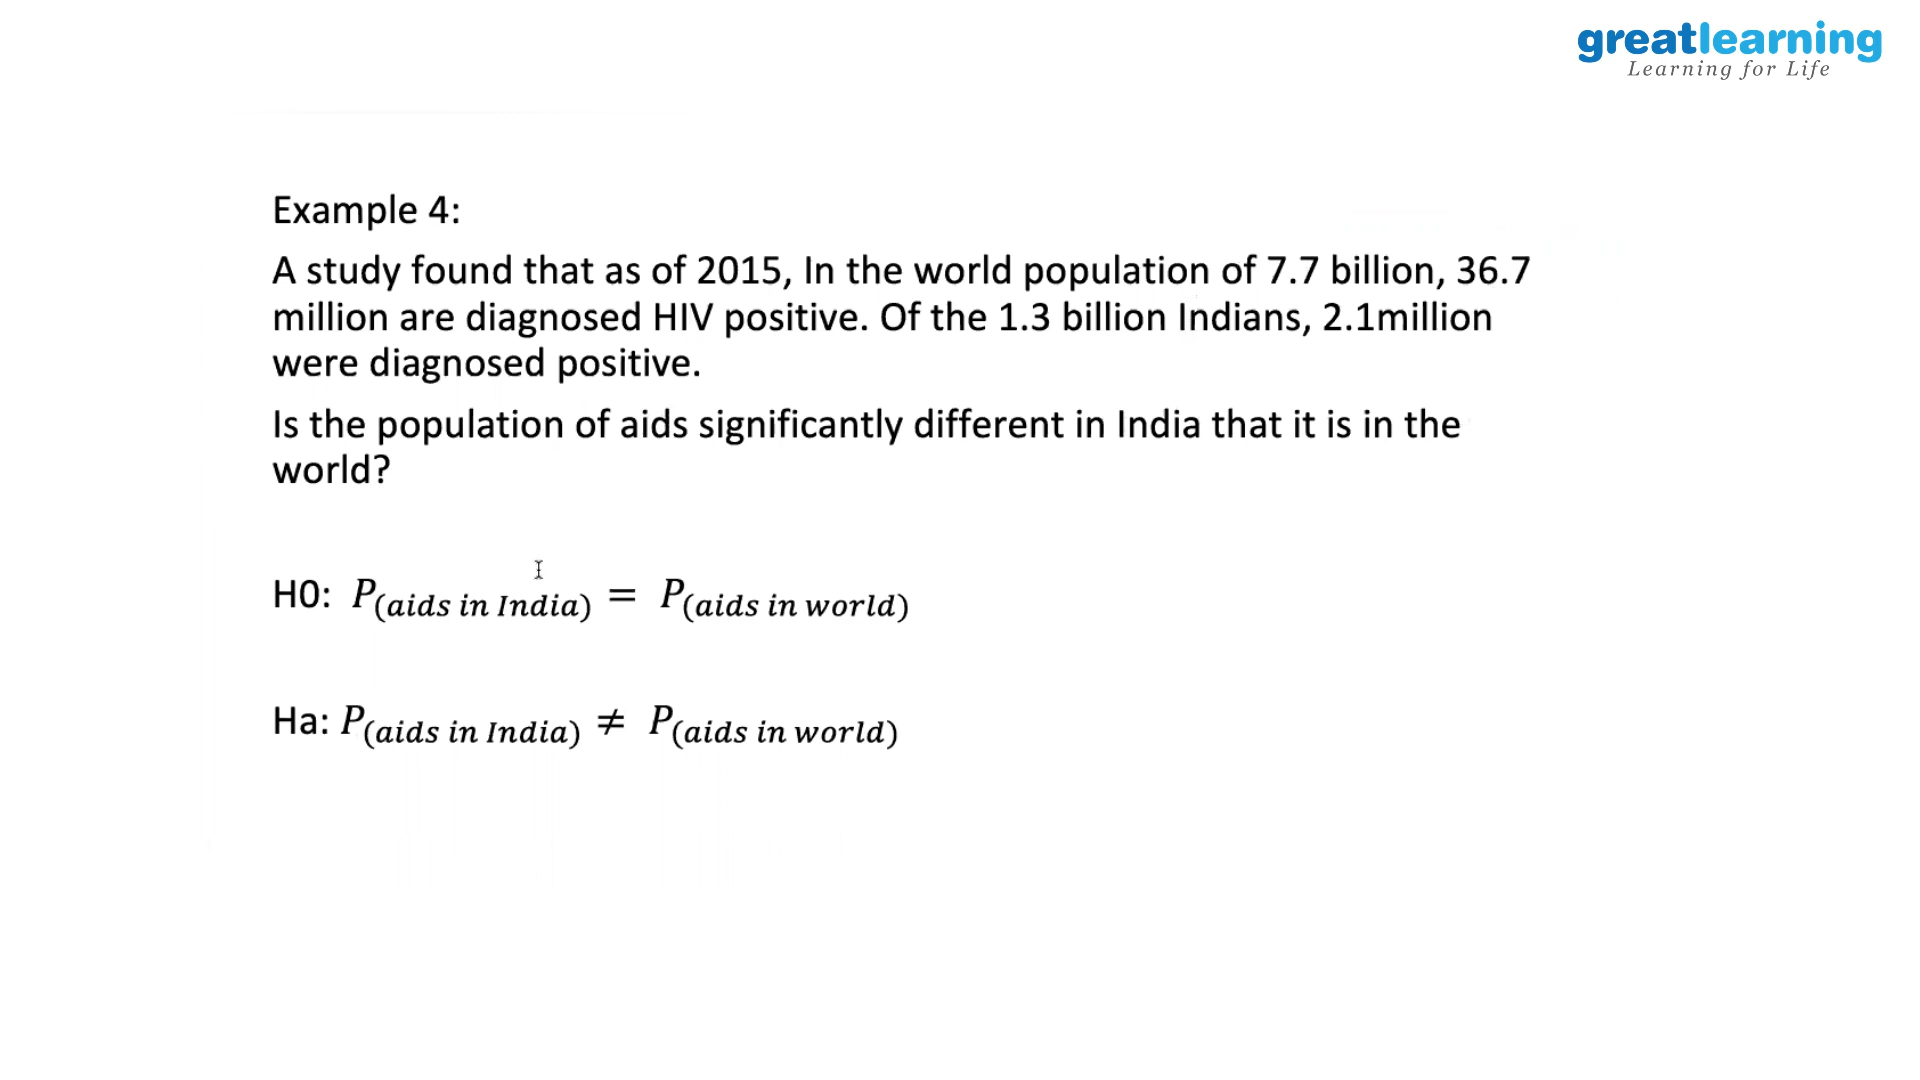 greatlearning
Learning for Life
Example 4:
A study found that as of 2015, In the world population of 7.7 billion, 36.7
million are diagnosed HIV positive. Of the 1.3 billion Indians, 2.1million
were diagnosed positive.
Is the population of aids significantly different in India that it is in the
world?
H0: P(aids in India) = P(aids in world)
Ha: P(aids in India) ≠ P(aids in world)